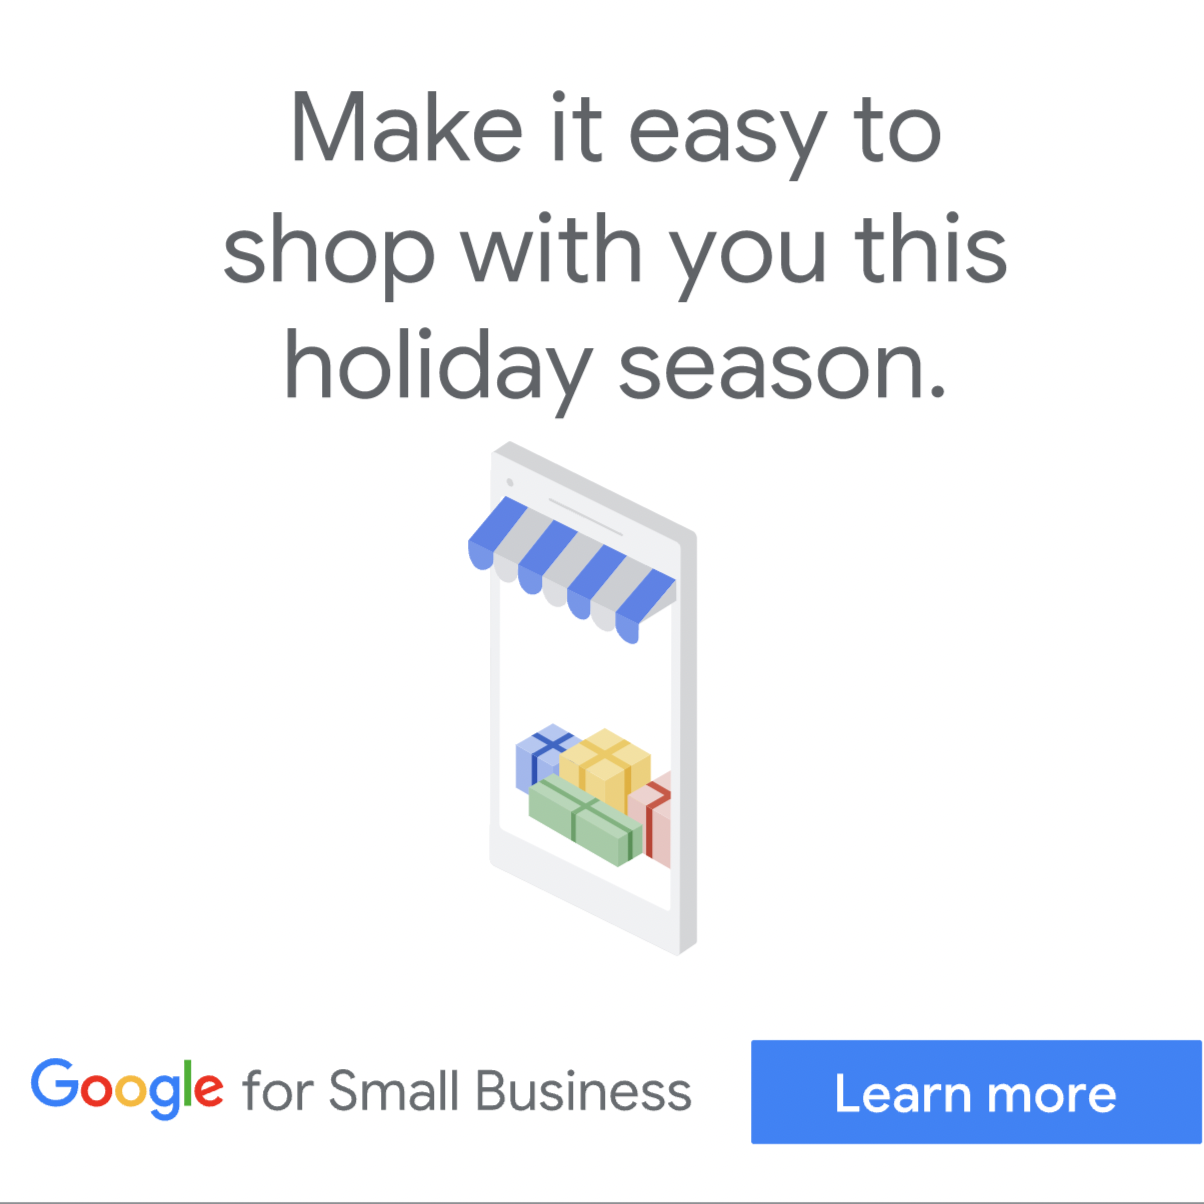 Make it easy to
shop with you this
holiday season.
Google for Small Business
Learn more